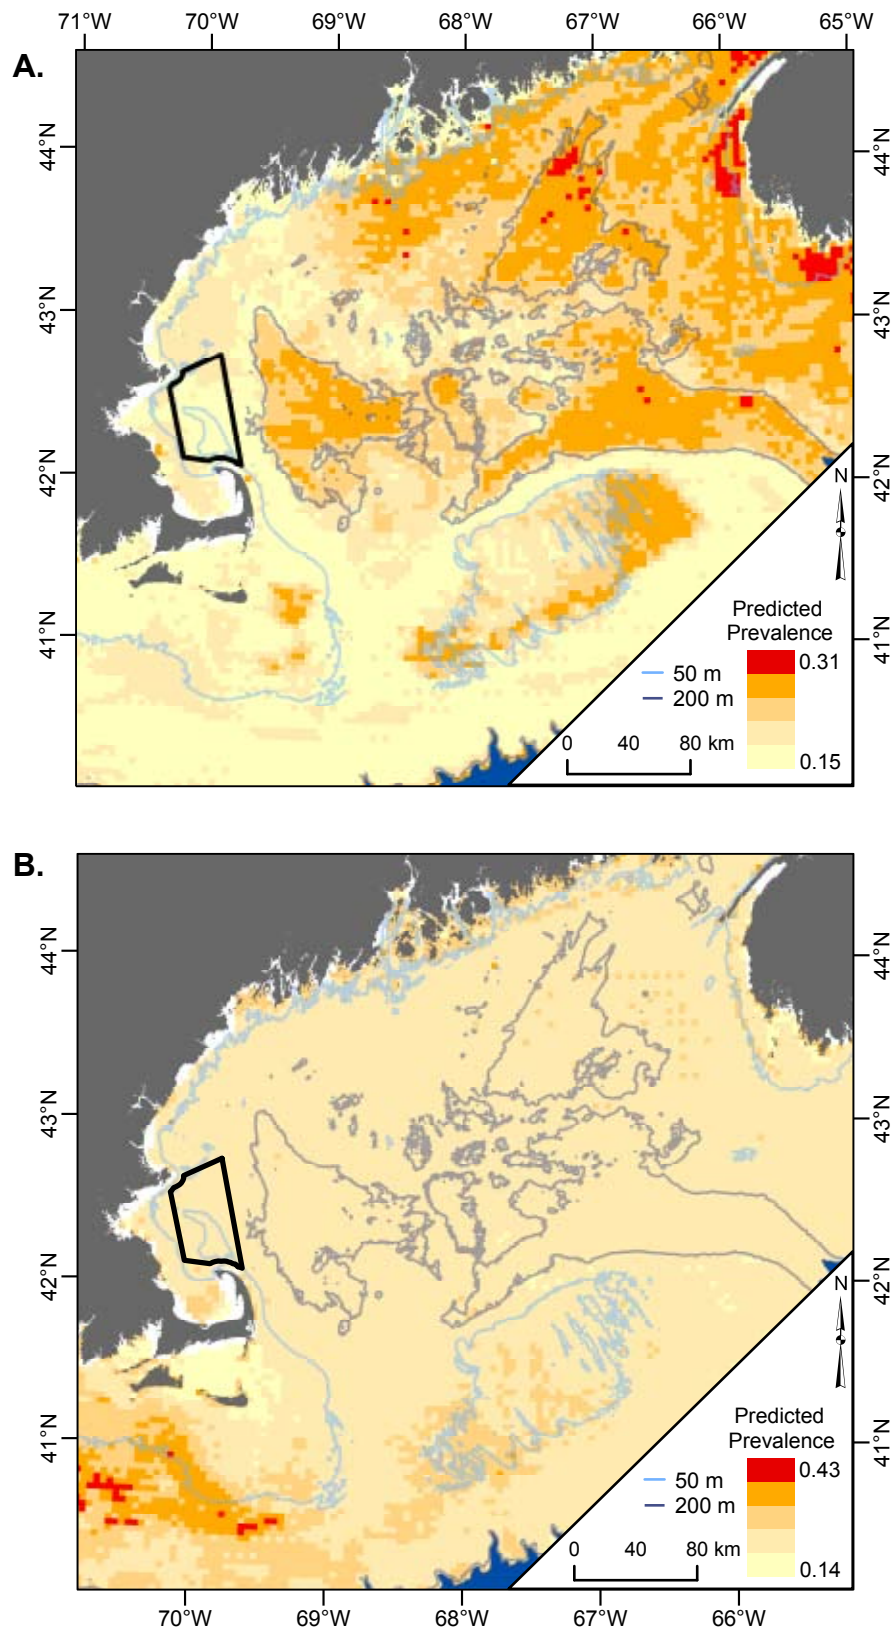 71°W 70°W 69°W 68°W 67°W 66°W 65°W
A.
44°N 44°N
43°N 43°N
42°N 42°N
N
41°N 41°N
Predicted
Prevalence
0.31
50 m
200 m
0 40 80 km
0.15
B.
44°N 44°N
43°N 43°N
42°N 42°N
N
41°N 41°N
Predicted
Prevalence
0.43
50 m
200 m
0 40 80 km
0.14
70°W 69°W 68°W 67°W 66°W